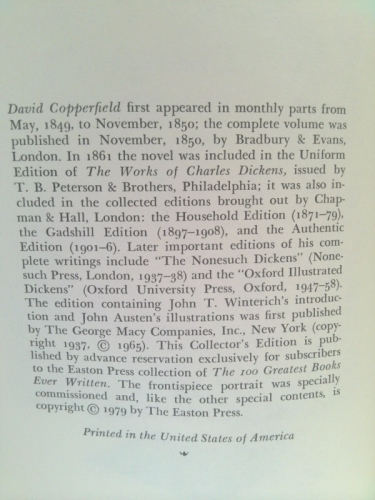 David Copperfield first appeared in monthly parts from
May, 1849, to November, 1850; the complete volume was
published in November, 1850, by Bradbury & Evans,
London. In 1861 the novel was included in the Uniform
Edition of The Works of Charles Dickens, issued by
T. B. Peterson & Brothers, Philadelphia; it was also in-
cluded in the collected editions brought out by Chap-
man & Hall, London: the Household Edition (1871-79),
the Gadshill Edition (1897-1908), and the Authentic
Edition (1901-6). Later important editions of his com-
plete writings include "The Nonesuch Dickens" (None-
such Press, London, 1937-38) and the "Oxford Illustrated
Dickens" (Oxford University Press, Oxford, 1947-58).
The edition containing John T. Winterich's introduc-
tion and John Austen's illustrations was first published
by The George Macy Companies, Inc., New York (copy-
right 1937, © 1965). This Collector's Edition is pub-
lished by advance reservation exclusively for subscribers
to the Easton Press collection of The 100 Greatest Books
Ever Written. The frontispiece portrait was specially
commissioned and, like the other special contents, is
copyright © 1979 by The Easton Press.
Printed in the United States of America